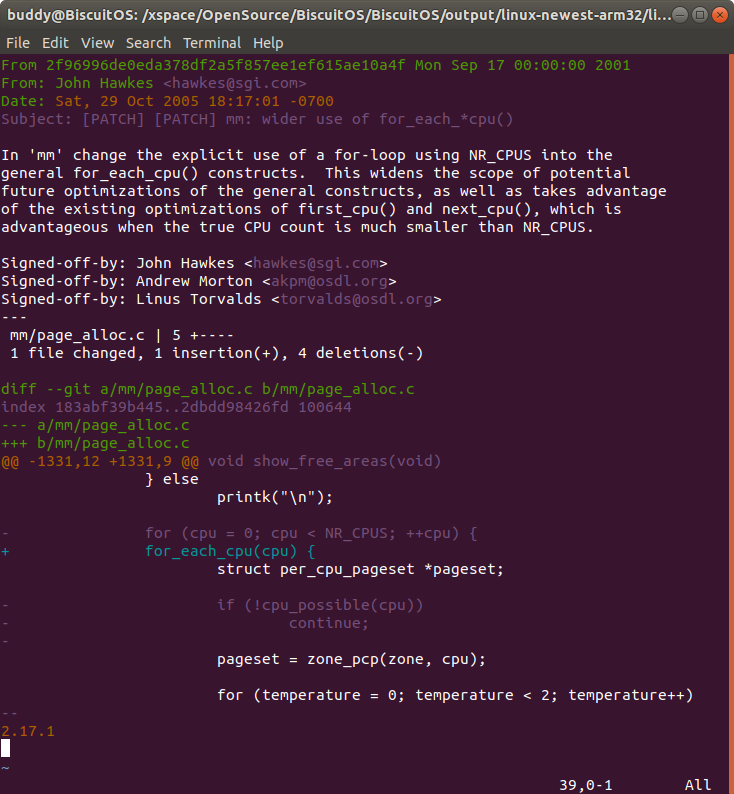 buddy@BiscuitOS: /xspace/OpenSource/BiscuitOS/BiscuitOS/output/linux-newest-arm32/li...
File Edit View Search Terminal Help
From 2f96996de0eda378df2a5f857ee1ef615ae10a4f Mon Sep 17 00:00:00 2001
From: John Hawkes <hawkes@sgi.com>
Date: Sat, 29 Oct 2005 18:17:01 -0700
Subject: [PATCH] [PATCH] mm: wider use of for_each_*cpu()

In 'mm' change the explicit use of a for-loop using NR_CPUS into the
general for_each_cpu() constructs.  This widens the scope of potential
future optimizations of the general constructs, as well as takes advantage
of the existing optimizations of first_cpu() and next_cpu(), which is
advantageous when the true CPU count is much smaller than NR_CPUS.

Signed-off-by: John Hawkes <hawkes@sgi.com>
Signed-off-by: Andrew Morton <akpm@osdl.org>
Signed-off-by: Linus Torvalds <torvalds@osdl.org>
---
 mm/page_alloc.c | 5 +----
 1 file changed, 1 insertion(+), 4 deletions(-)

diff --git a/mm/page_alloc.c b/mm/page_alloc.c
index 183abf39b445..2dbdd98426fd 100644
--- a/mm/page_alloc.c
+++ b/mm/page_alloc.c
@@ -1331,12 +1331,9 @@ void show_free_areas(void)
                } else
                        printk("\n");

-               for (cpu = 0; cpu < NR_CPUS; ++cpu) {
+               for_each_cpu(cpu) {
                        struct per_cpu_pageset *pageset;

-                       if (!cpu_possible(cpu))
-                               continue;
-
                        pageset = zone_pcp(zone, cpu);

                        for (temperature = 0; temperature < 2; temperature++)
--
2.17.1

~
39,0-1 All